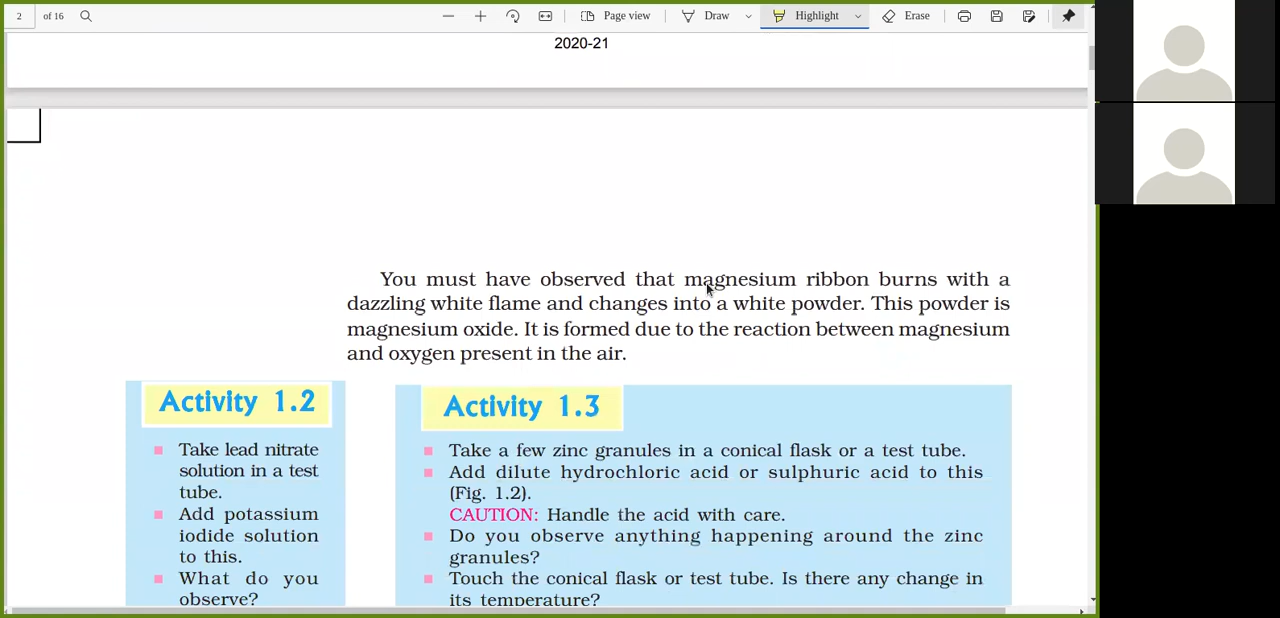 2 of 16 Page view Draw Highlight Erase
2020-21
You must have observed that magnesium ribbon burns with a
dazzling white flame and changes into a white powder. This powder is
magnesium oxide. It is formed due to the reaction between magnesium
and oxygen present in the air.
Activity 1.2
Take lead nitrate
solution in a test
tube.
Add potassium
iodide solution
to this.
What do you
observe?
Activity 1.3
Take a few zinc granules in a conical flask or a test tube.
Add dilute hydrochloric acid or sulphuric acid to this
(Fig. 1.2).
CAUTION: Handle the acid with care.
Do you observe anything happening around the zinc
granules?
Touch the conical flask or test tube. Is there any change in
its temperature?